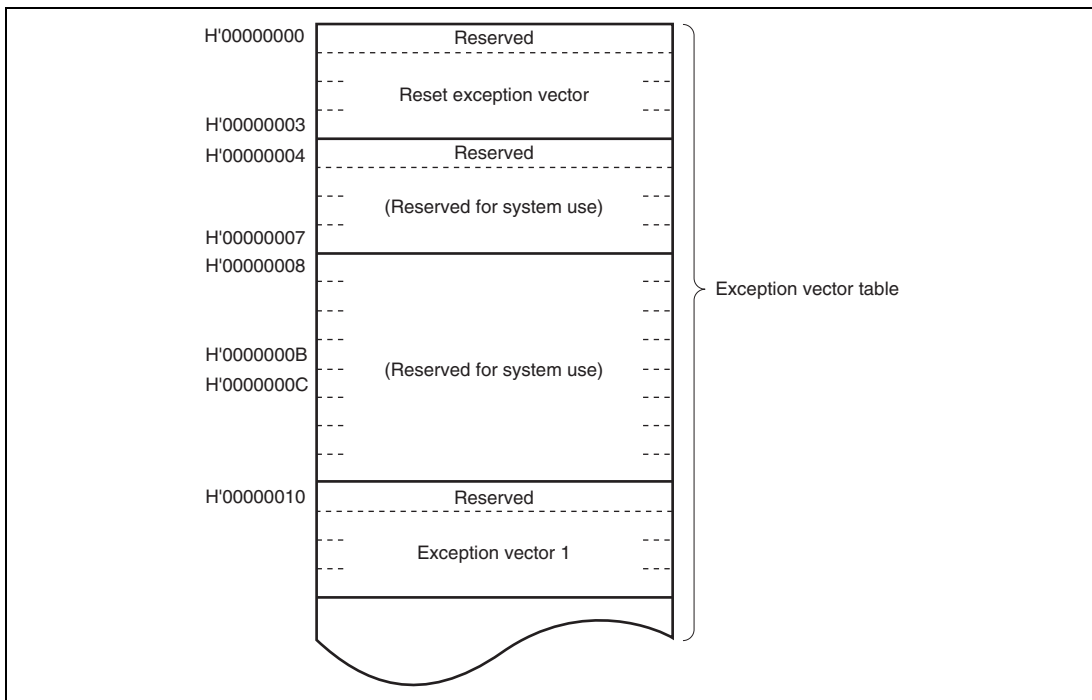 H'00000000
Reserved
Reset exception vector
H'00000003
H'00000004
Reserved
(Reserved for system use)
H'00000007
H'00000008
Exception vector table
H'0000000B
(Reserved for system use)
H'0000000C
H'00000010
Reserved
Exception vector 1